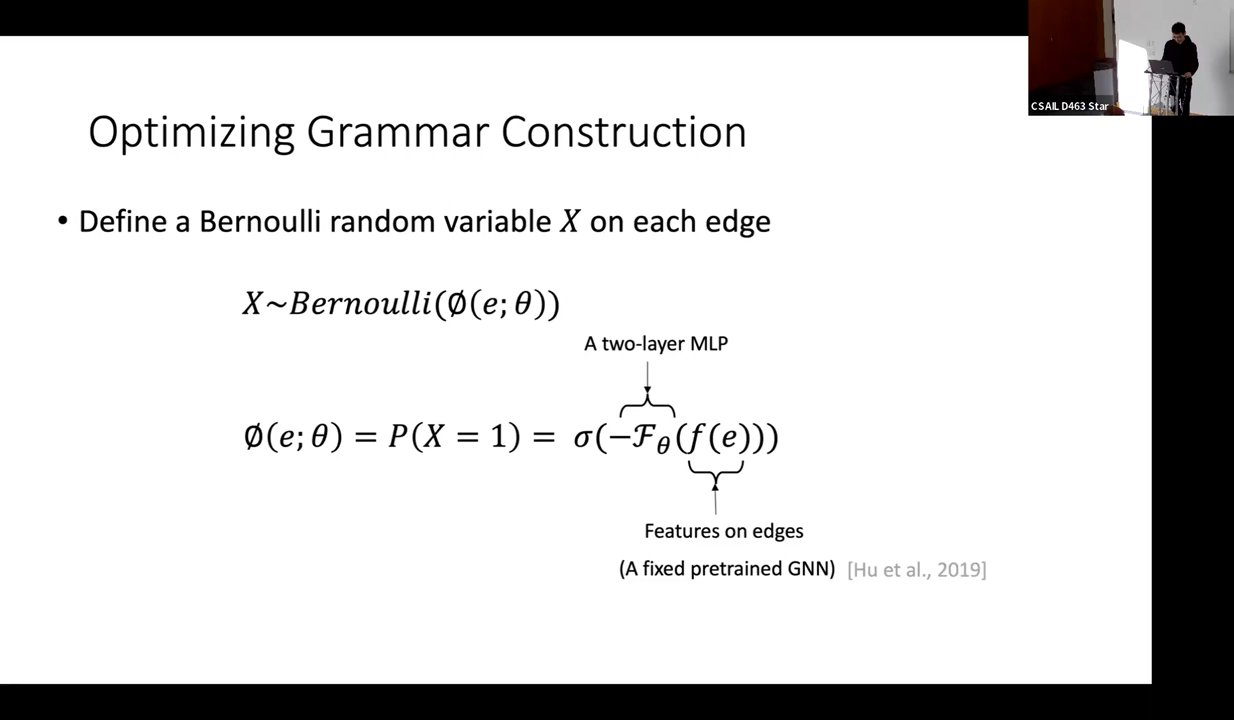 CSAIL D463 Star
Optimizing Grammar Construction
• Define a Bernoulli random variable X on each edge
X~Bernoulli(∅(e; θ))
A two-layer MLP
∅(e; θ) = P(X = 1) = σ(−ℱθ(f(e)))
Features on edges
(A fixed pretrained GNN) [Hu et al., 2019]